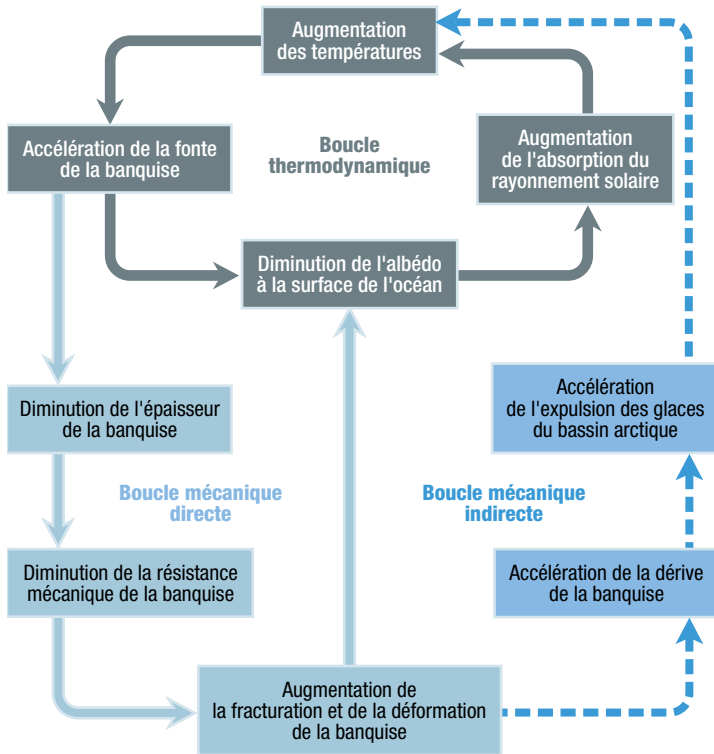 Augmentation
des températures
Accélération de la fonte
de la banquise
Boucle
thermodynamique
Augmentation
de l'absorption du
rayonnement solaire
Diminution de l'albédo
à la surface de l'océan
Diminution de l'épaisseur
de la banquise
Accélération
de l'expulsion des glaces
du bassin arctique
Boucle mécanique
directe
Boucle mécanique
indirecte
Diminution de la résistance
mécanique de la banquise
Accélération de la dérive
de la banquise
Augmentation de
la fracturation et de la déformation
de la banquise